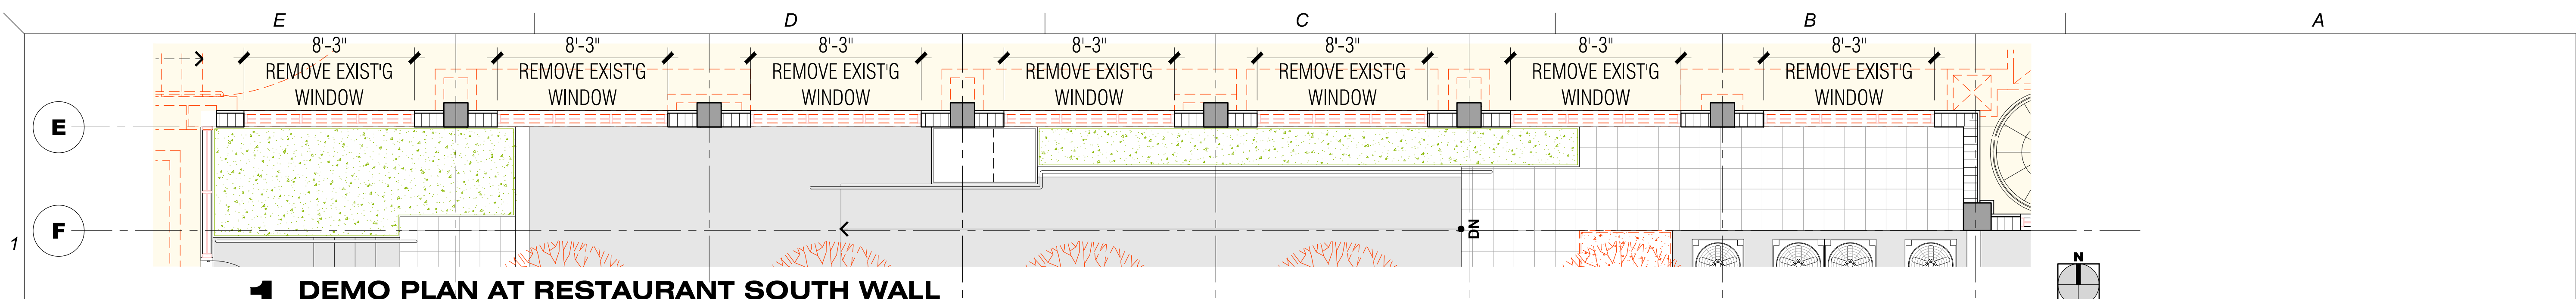 E D C B A
8'-3" 8'-3" 8'-3" 8'-3" 8'-3" 8'-3" 8'-3"
REMOVE EXIST'G REMOVE EXIST'G REMOVE EXIST'G REMOVE EXIST'G REMOVE EXIST'G REMOVE EXIST'G REMOVE EXIST'G
WINDOW WINDOW WINDOW WINDOW WINDOW WINDOW WINDOW
E
F
DN
1
N
1 DEMO PLAN AT RESTAURANT SOUTH WALL